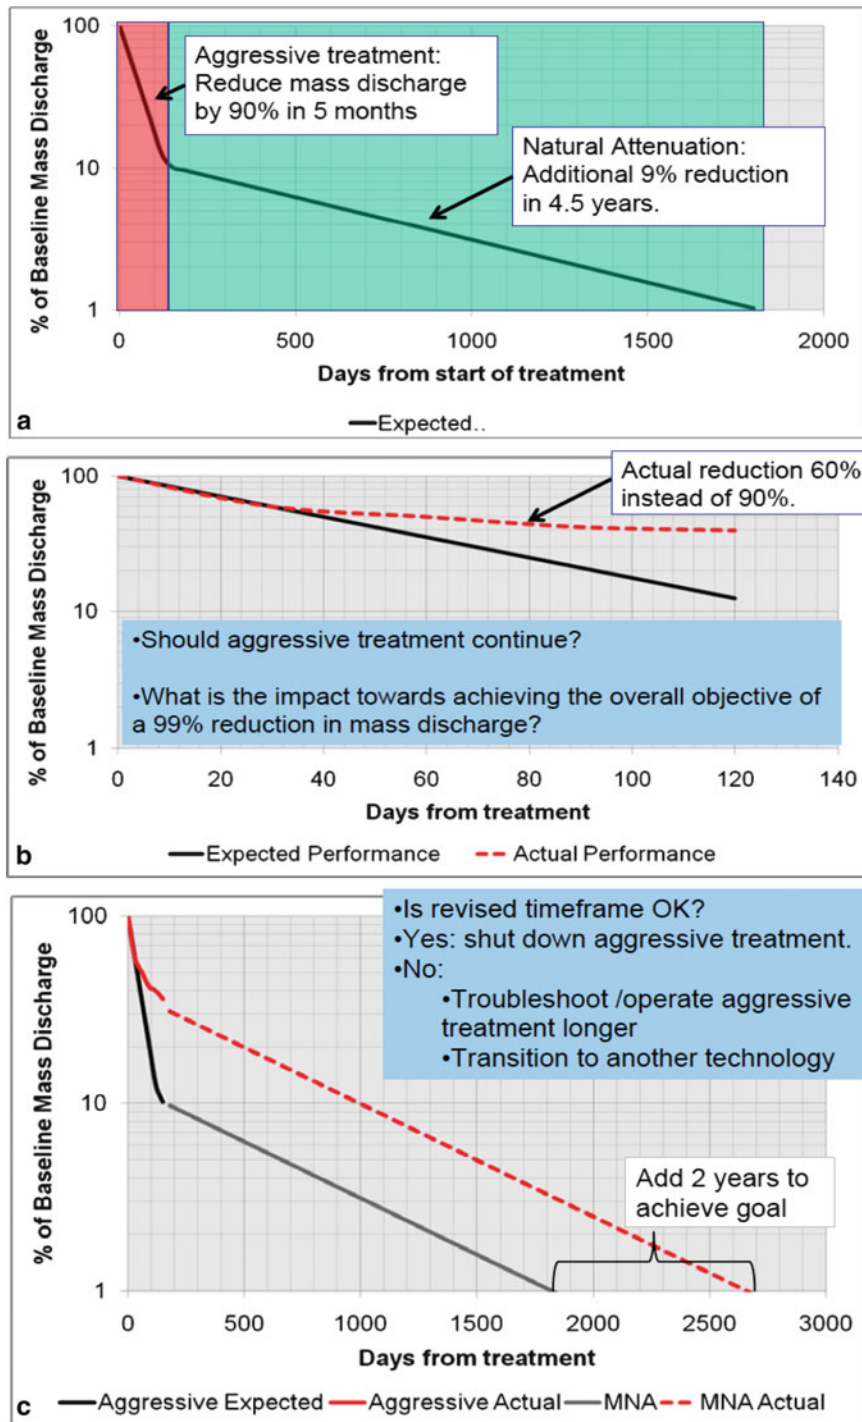 100
Aggressive treatment:
Reduce mass discharge
by 90% in 5 months
10
Natural Attenuation:
Additional 9% reduction
in 4.5 years.
1
% of Baseline Mass Discharge
0 500 1000 1500 2000
Days from start of treatment
a
Expected..
100
Actual reduction 60%
instead of 90%.
10
•Should aggressive treatment continue?
•What is the impact towards achieving the overall objective of
a 99% reduction in mass discharge?
1
% of Baseline Mass Discharge
0 20 40 60 80 100 120 140
Days from treatment
b
Expected Performance Actual Performance
100
•Is revised timeframe OK?
•Yes: shut down aggressive treatment.
•No:
•Troubleshoot /operate aggressive
treatment longer
•Transition to another technology
10
Add 2 years to
achieve goal
1
% of Baseline Mass Discharge
0 500 1000 1500 2000 2500 3000
Days from treatment
c
Aggressive Expected Aggressive Actual MNA MNA Actual